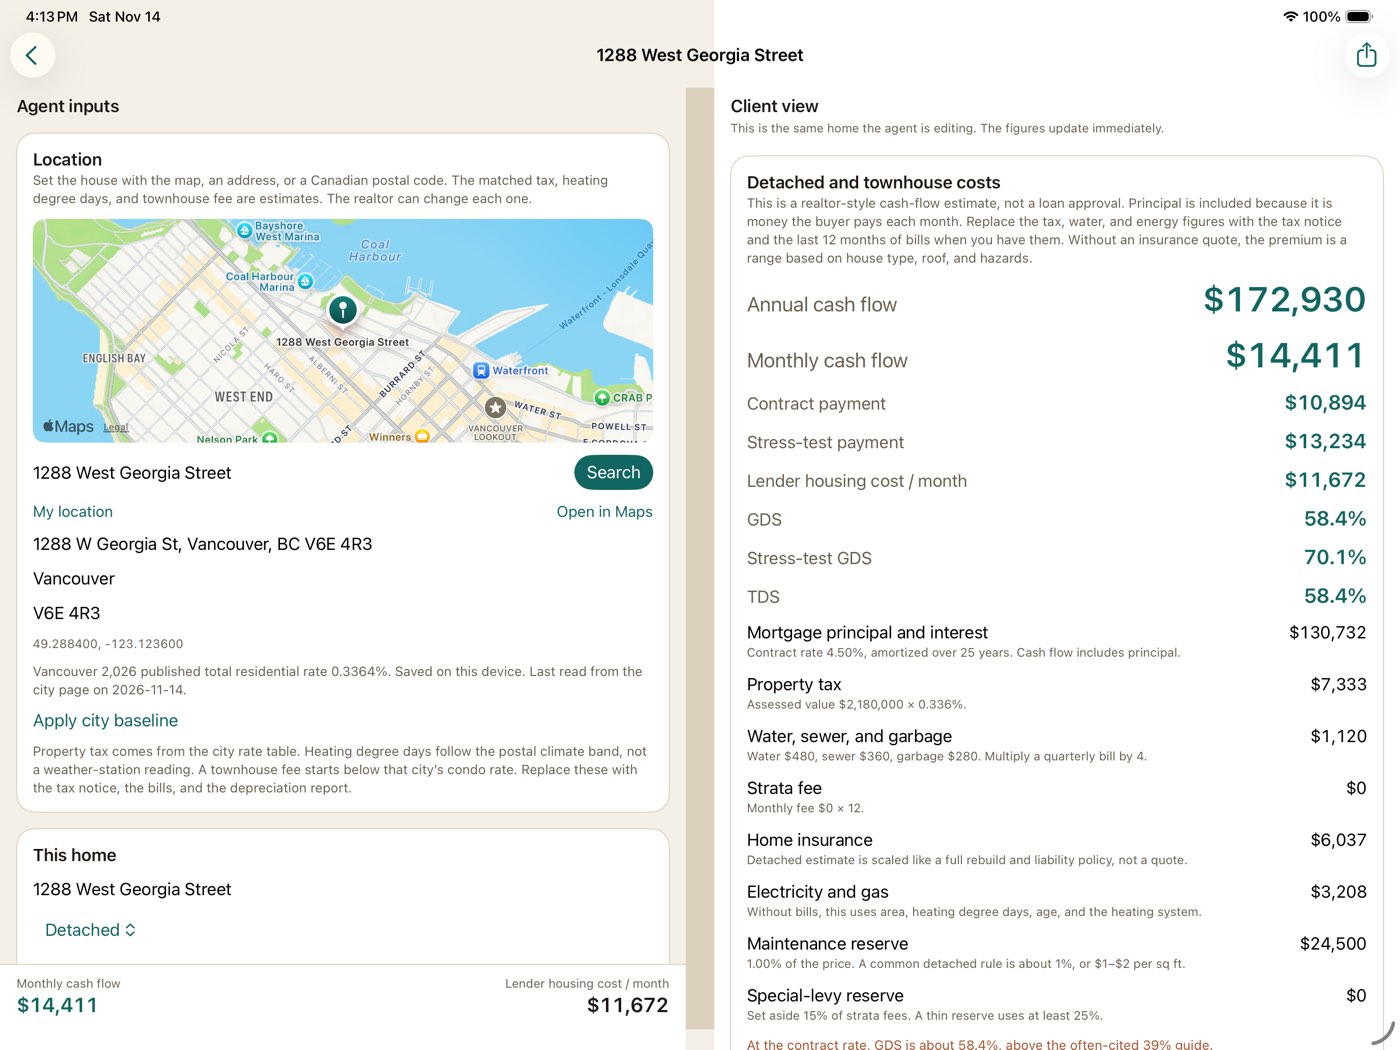 4:13 PM Sat Nov 14
100%
1288 West Georgia Street
Agent inputs
Location
Set the house with the map, an address, or a Canadian postal code. The matched tax, heating
degree days, and townhouse fee are estimates. The realtor can change each one.
Bayshore
West Marina
Coal
Harbour
Coal Harbour
Marina
Waterfront - Lonsdale Qua
1288 West Georgia Street
ENGLISH BAY
NICOLA ST
HARO ST
ALBERNI ST
BURRARD ST
HORNBY ST
Waterfront
WEST END
CRAB P
WATER ST
VANCOUVER
LOOKOUT
POWELL ST
E CORDOVA S
Maps Legal
Nelson Park
D ST
Winners
1288 West Georgia Street
Search
My location
Open in Maps
1288 W Georgia St, Vancouver, BC V6E 4R3
Vancouver
V6E 4R3
49.288400, -123.123600
Vancouver 2,026 published total residential rate 0.3364%. Saved on this device. Last read from the
city page on 2026-11-14.
Apply city baseline
Property tax comes from the city rate table. Heating degree days follow the postal climate band, not
a weather-station reading. A townhouse fee starts below that city’s condo rate. Replace these with
the tax notice, the bills, and the depreciation report.
This home
1288 West Georgia Street
Detached
Monthly cash flow
$14,411
Lender housing cost / month
$11,672
Client view
This is the same home the agent is editing. The figures update immediately.
Detached and townhouse costs
This is a realtor-style cash-flow estimate, not a loan approval. Principal is included because it is
money the buyer pays each month. Replace the tax, water, and energy figures with the tax notice
and the last 12 months of bills when you have them. Without an insurance quote, the premium is a
range based on house type, roof, and hazards.
Annual cash flow $172,930
Monthly cash flow $14,411
Contract payment $10,894
Stress-test payment $13,234
Lender housing cost / month $11,672
GDS 58.4%
Stress-test GDS 70.1%
TDS 58.4%
Mortgage principal and interest $130,732
Contract rate 4.50%, amortized over 25 years. Cash flow includes principal.
Property tax $7,333
Assessed value $2,180,000 × 0.336%.
Water, sewer, and garbage $1,120
Water $480, sewer $360, garbage $280. Multiply a quarterly bill by 4.
Strata fee $0
Monthly fee $0 × 12.
Home insurance $6,037
Detached estimate is scaled like a full rebuild and liability policy, not a quote.
Electricity and gas $3,208
Without bills, this uses area, heating degree days, age, and the heating system.
Maintenance reserve $24,500
1.00% of the price. A common detached rule is about 1%, or $1–$2 per sq ft.
Special-levy reserve $0
Set aside 15% of strata fees. A thin reserve uses at least 25%.
At the contract rate, GDS is about 58.4%, above the often-cited 39% guide.